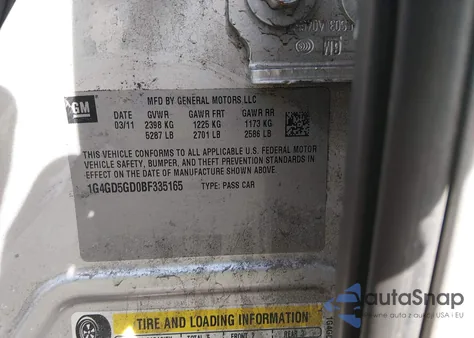 GM
MFD BY GENERAL MOTORS,LLC
DATE GVWR GAWR FRT GAWR RR
03/11 2398 KG 1225 KG 1173 KG
5287 LB 2701 LB 2586 LB
THIS VEHICLE CONFORMS TO ALL APPLICABLE U.S. FEDERAL MOTOR
VEHICLE SAFETY, BUMPER, AND THEFT PREVENTION STANDARDS IN
EFFECT ON THE DATE OF MANUFACTURE SHOWN ABOVE.
1G4GD5GD0BF335165 TYPE: PASS CAR
TIRE AND LOADING INFORMATION
autoSnap